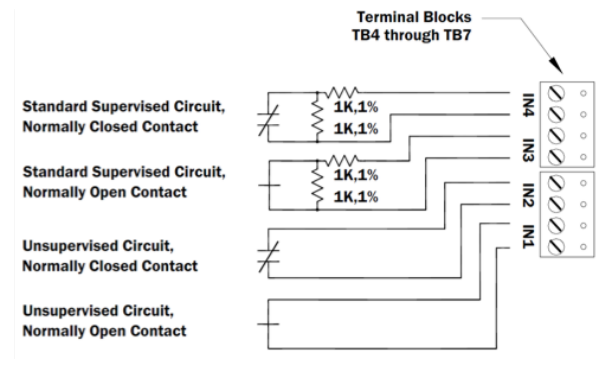 Terminal Blocks
TB4 through TB7
Standard Supervised Circuit,
Normally Closed Contact
1K,1%
1K,1%
IN4
Standard Supervised Circuit,
Normally Open Contact
1K,1%
1K,1%
IN3
Unsupervised Circuit,
Normally Closed Contact
IN2
Unsupervised Circuit,
Normally Open Contact
IN1